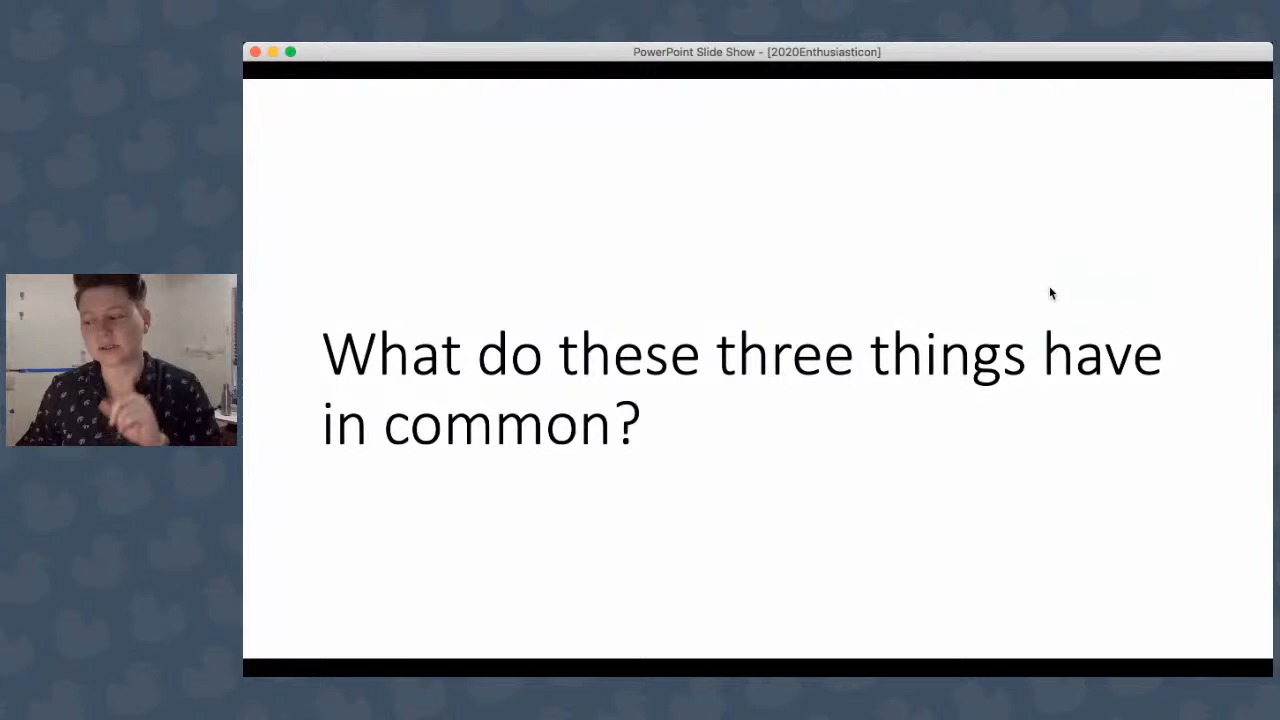 PowerPoint Slide Show - [2020Enthusiasticon]
What do these three things have
in common?